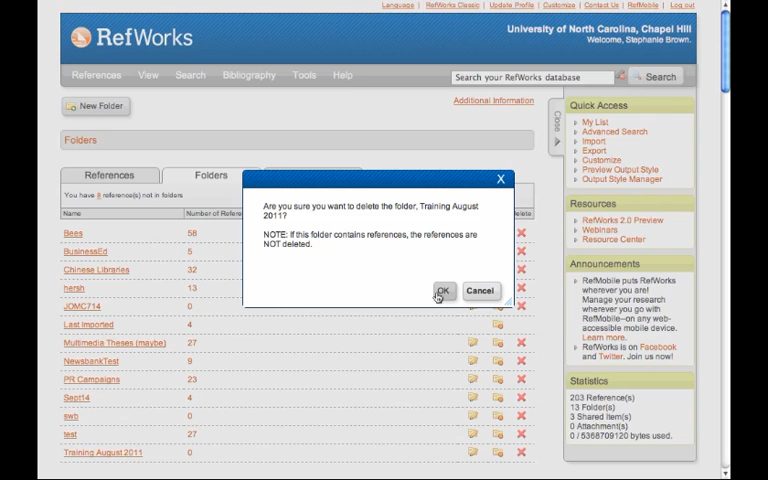 Language | RefWorks Classic | Update Profile | Customize | Contact Us | RefMobile | Log out
RefWorks
University of North Carolina, Chapel Hill
Welcome, Stephanie Brown.
References View Search Bibliography Tools Help
Search your RefWorks database Search
New Folder
Additional Information
Close
Folders
References Folders
You have 8 reference(s) not in folders
Name Number of Refere elete
Bees 58
BusinessEd 5
Chinese Libraries 32
hersh 13
JOMC714 0
Last Imported 4
Multimedia Theses (maybe) 27
NewsbankTest 9
PR Campaigns 23
Sept14 4
swb 0
test 27
Training August 2011 0
X
Are you sure you want to delete the folder, Training August
2011?
NOTE: If this folder contains references, the references are
NOT deleted.
OK Cancel
Quick Access
My List
Advanced Search
Import
Export
Customize
Preview Output Style
Output Style Manager
Resources
RefWorks 2.0 Preview
Webinars
Resource Center
Announcements
RefMobile puts RefWorks
wherever you are!
Manage your research
wherever you go with
RefMobile--on any web-
accessible mobile device.
Learn more.
RefWorks is on Facebook
and Twitter. Join us now!
Statistics
203 Reference(s)
13 Folder(s)
3 Shared Item(s)
0 Attachment(s)
0 / 5368709120 bytes used.